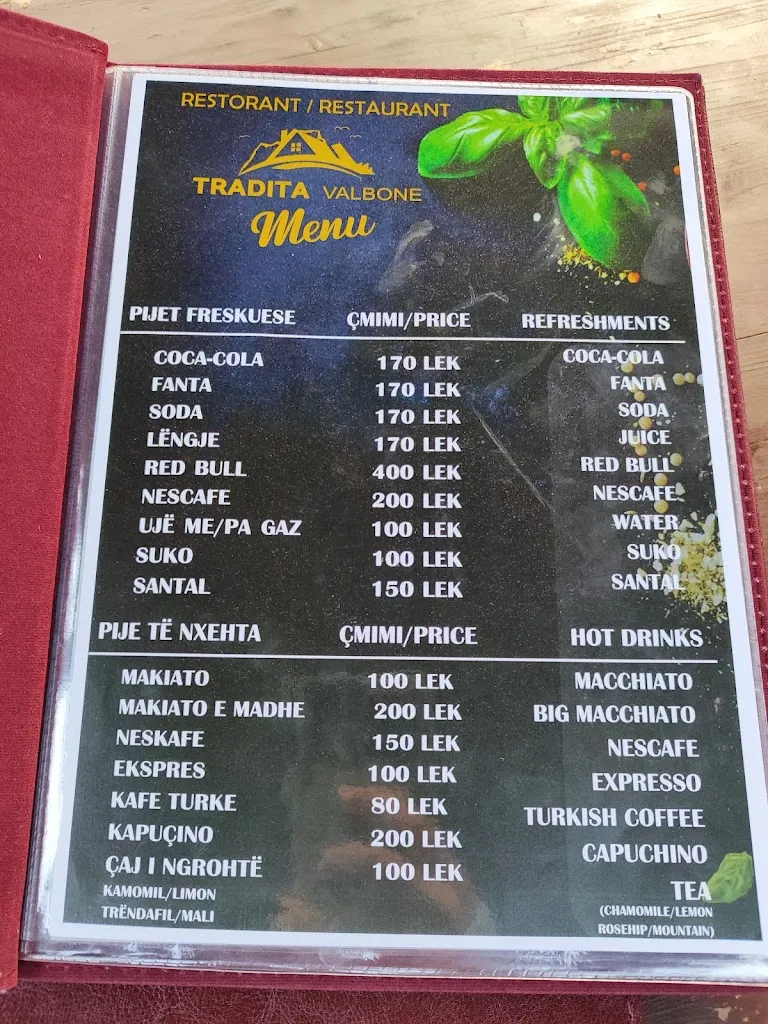 RESTORANT / RESTAURANT
TRADITA VALBONE
Menu
PIJET FRESKUESE ÇMIMI/PRICE REFRESHMENTS
COCA-COLA 170 LEK COCA-COLA
FANTA 170 LEK FANTA
SODA 170 LEK SODA
LËNGJE 170 LEK JUICE
RED BULL 400 LEK RED BULL
NESCAFE 200 LEK NESCAFE
UJË ME/PA GAZ 100 LEK WATER
SUKO 100 LEK SUKO
SANTAL 150 LEK SANTAL
PIJE TË NXEHTA ÇMIMI/PRICE HOT DRINKS
MAKIATO 100 LEK MACCHIATO
MAKIATO E MADHE 200 LEK BIG MACCHIATO
NESKAFE 150 LEK NESCAFE
EKSPRES 100 LEK EXPRESSO
KAFE TURKE 80 LEK TURKISH COFFEE
KAPUÇINO 200 LEK CAPUCHINO
ÇAJ I NGROHTË 100 LEK TEA
KAMOMIL/LIMON (CHAMOMILE/LEMON
TRËNDAFIL/MALI ROSEHIP/MOUNTAIN)